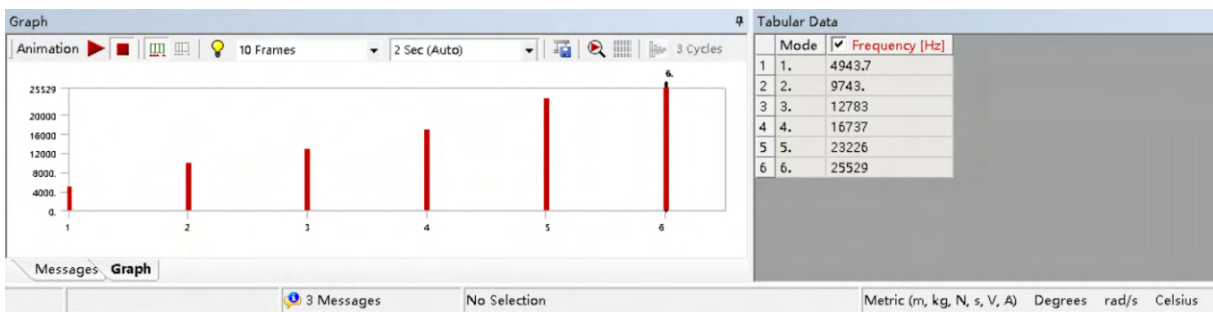 Graph
Animation 10 Frames 2 Sec (Auto) 3 Cycles
6.
25529
20000
16000
12000
8000.
4000.
0.
1 2 3 4 5 6
Messages Graph
Tabular Data
Mode Frequency [Hz]
1 1. 4943.7
2 2. 9743.
3 3. 12783
4 4. 16737
5 5. 23226
6 6. 25529
3 Messages No Selection Metric (m, kg, N, s, V, A) Degrees rad/s Celsius